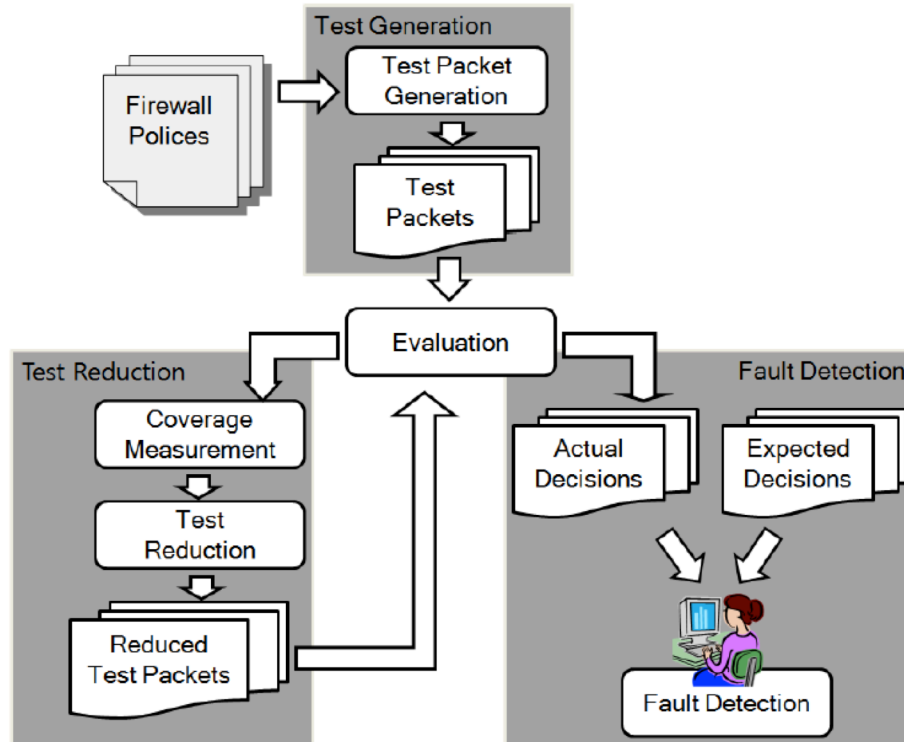 Test Generation
Firewall
Polices
Test Packet
Generation
Test
Packets
Evaluation
Test Reduction
Coverage
Measurement
Test
Reduction
Reduced
Test Packets
Fault Detection
Actual
Decisions
Expected
Decisions
Fault Detection